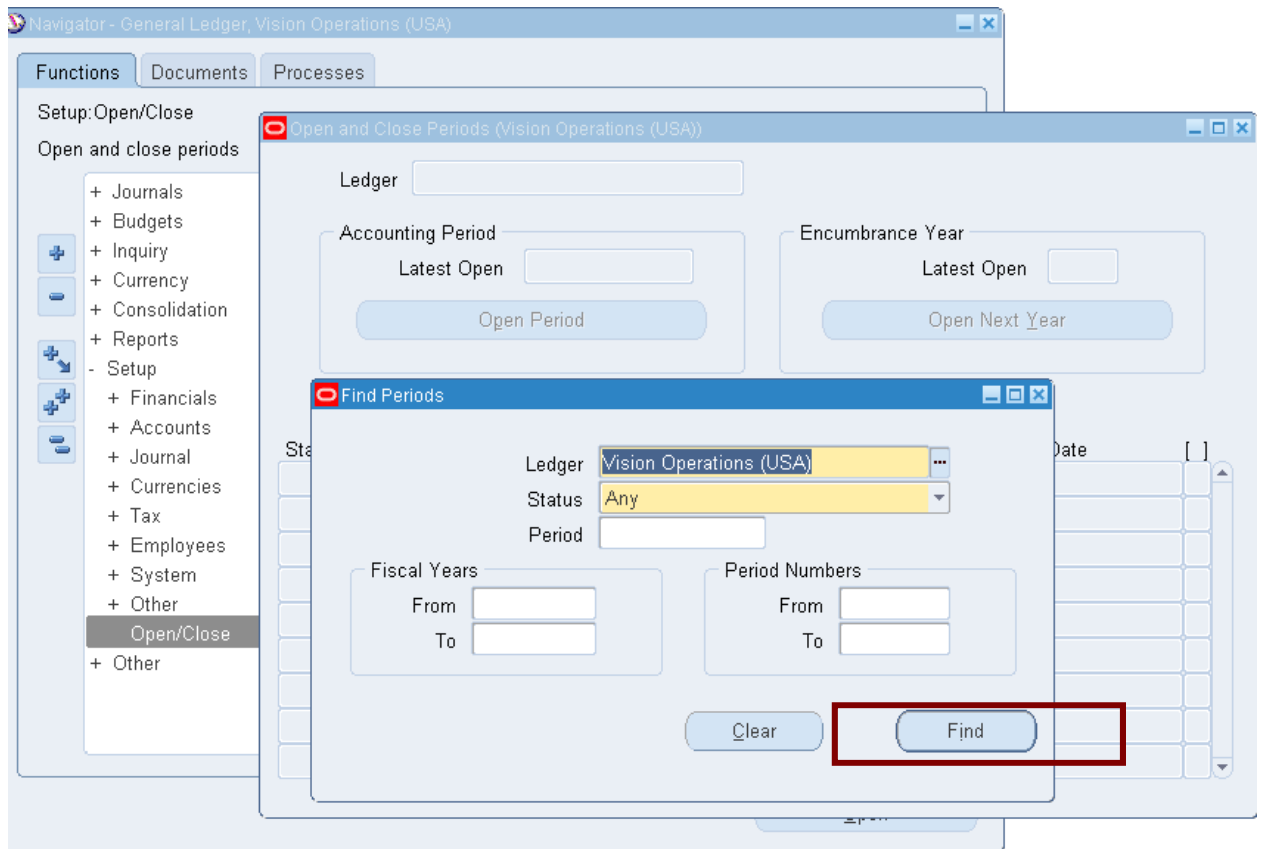 Navigator - General Ledger, Vision Operations (USA)
Functions Documents Processes
Setup:Open/Close
Open and close periods
+ Journals
+ Budgets
+ Inquiry
+ Currency
+ Consolidation
+ Reports
- Setup
+ Financials
+ Accounts
+ Journal
+ Currencies
+ Tax
+ Employees
+ System
+ Other
Open/Close
+ Other
Open and Close Periods (Vision Operations (USA))
Ledger
Accounting Period
Latest Open
Open Period
Encumbrance Year
Latest Open
Open Next Year
Date [ ]
Find Periods
Ledger Vision Operations (USA)
Status Any
Period
Fiscal Years
From
To
Period Numbers
From
To
Clear Find